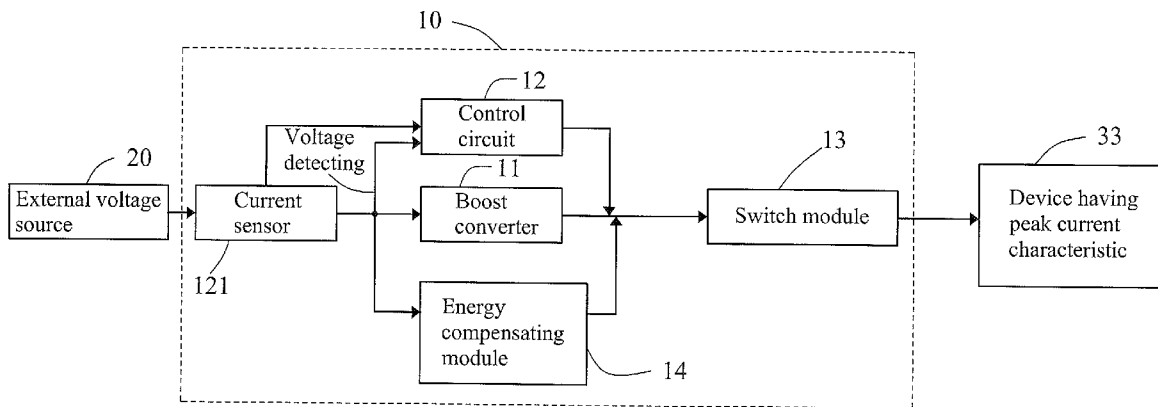 10
12
Control
circuit
Voltage
detecting
20
External voltage
source
Current
sensor
121
11
Boost
converter
13
Switch module
33
Device having
peak current
characteristic
Energy
compensating
module
14